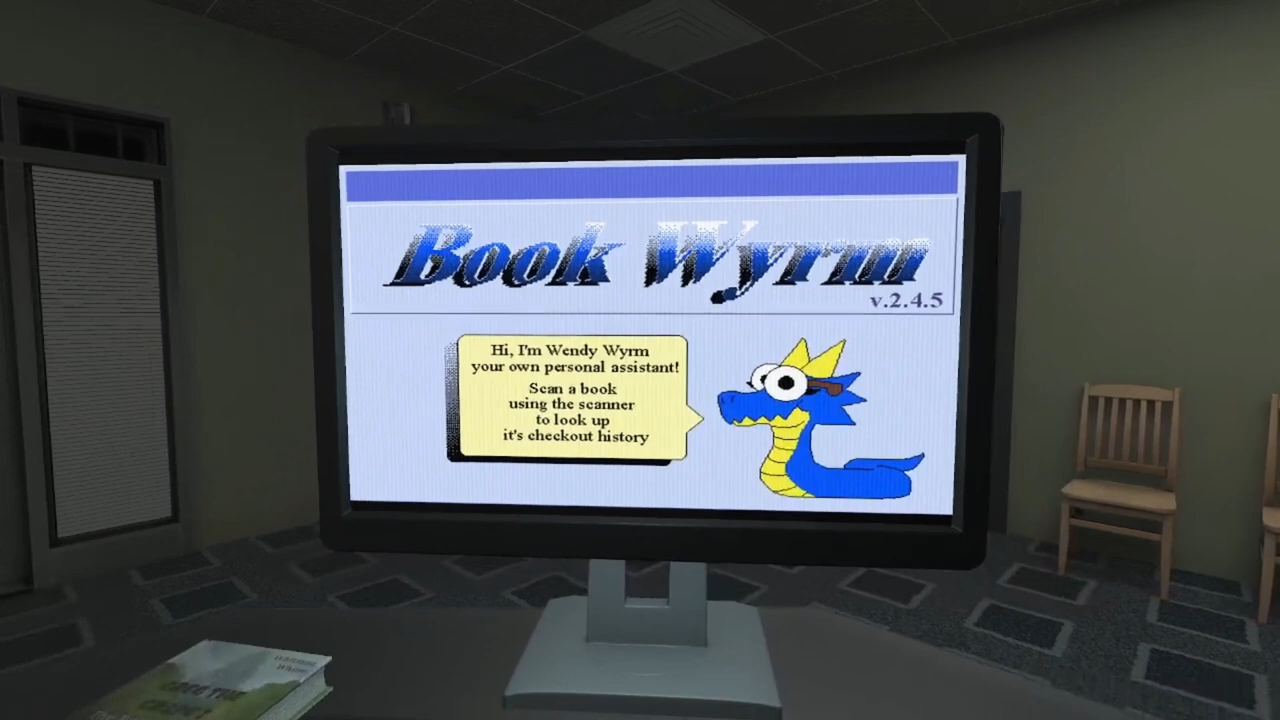 Book Wyrm
v.2.4.5
Hi, I'm Wendy Wyrm
your own personal assistant!
Scan a book
using the scanner
to look up
it's checkout history